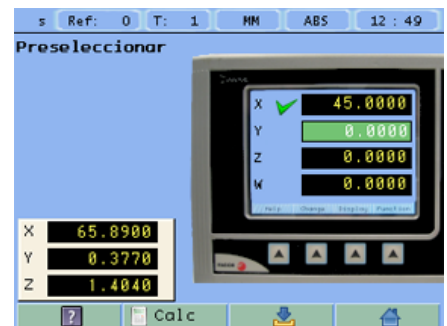 s Ref: 0 T: 1 MM ABS 12 : 49
Preseleccionar
X 45.0000
Y 0.0000
Z 0.0000
W 0.0000
Help Change Display Function
X 65.8900
Y 0.3770
Z 1.4040
? Calc